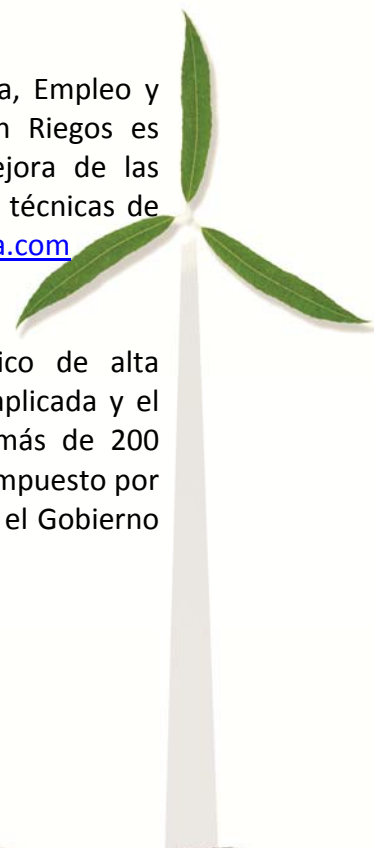 a, Empleo y
n Riegos es
ejora de las
técnicas de
a.com
ico de alta
mplicada y el
más de 200
mpuesto por
el Gobierno